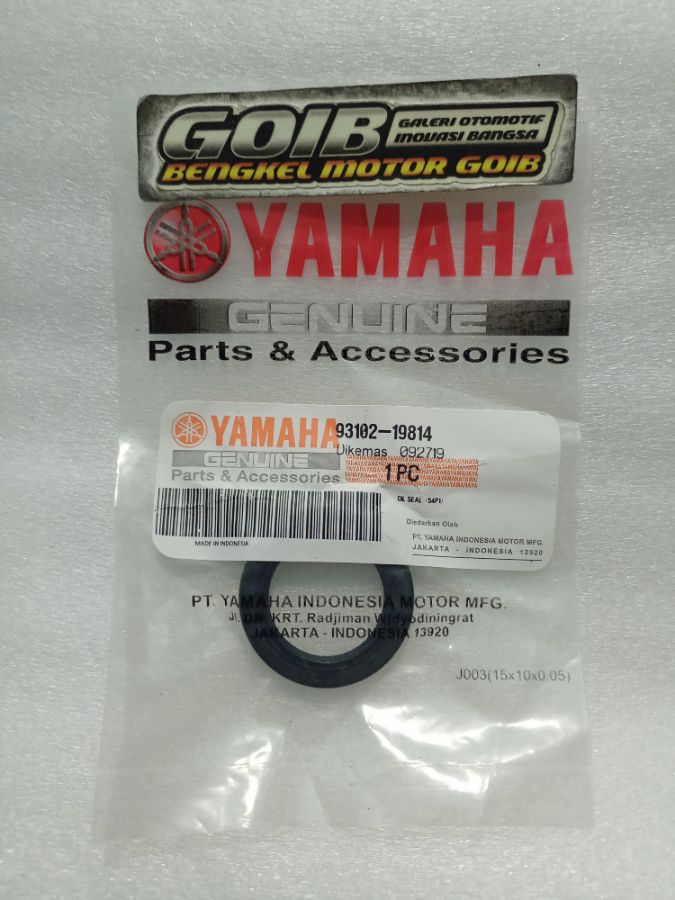 GOIB
GALERI OTOMOTIF
INOVASI BANGSA
BENGKEL MOTOR GOIB
YAMAHA
GENUINE
Parts & Accessories
YAMAHA
GENUINE
Parts & Accessories
93102-19814
Dikemas 092719
1PC
OIL SEAL (54P1)
Diedarkan Oleh
PT. YAMAHA INDONESIA MOTOR MFG.
JAKARTA - INDONESIA 13920
MADE IN INDONESIA
PT. YAMAHA INDONESIA MOTOR MFG.
Jl. DR. KRT. Radjiman Widyodiningrat
JAKARTA - INDONESIA 13920
J003(15x10x0.05)